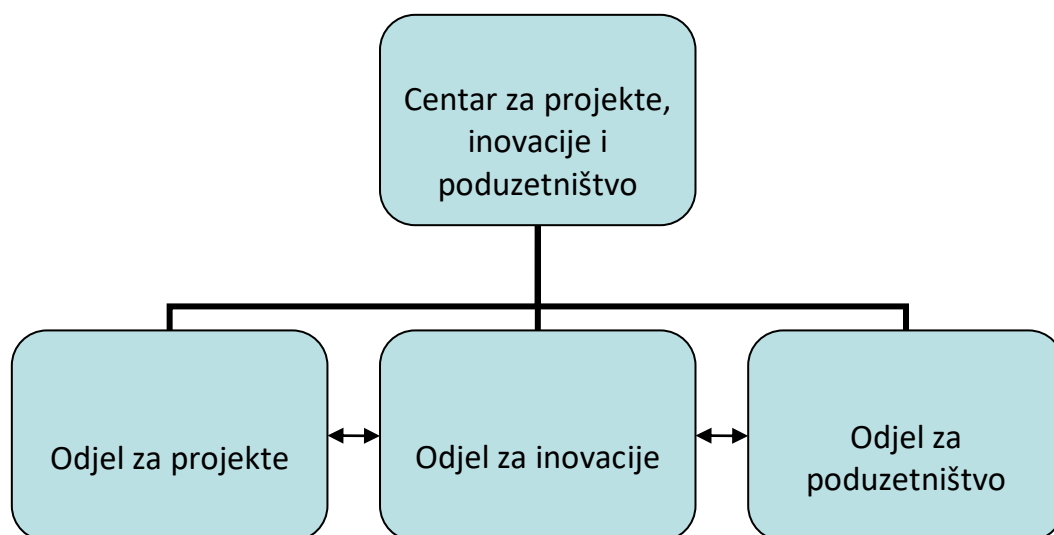 Centar za projekte,
inovacije i
poduzetništvo
Odjel za projekte
Odjel za inovacije
Odjel za
poduzetništvo